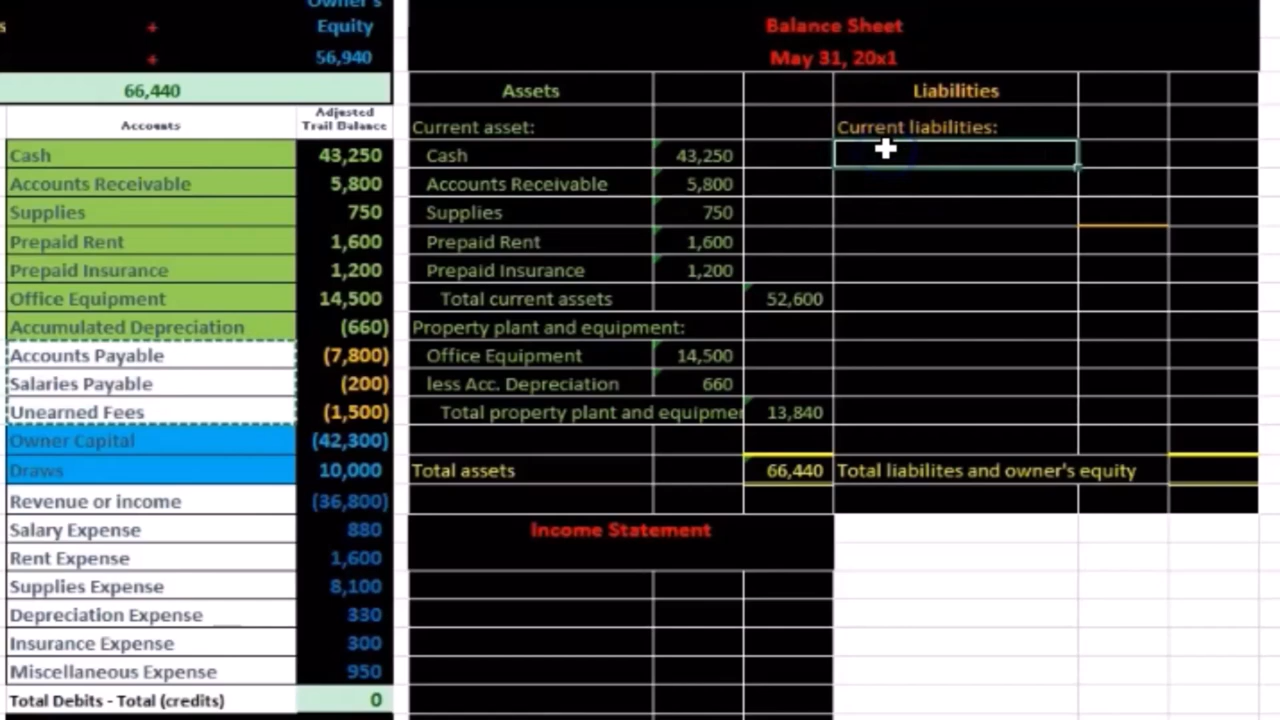 Owner's
s + Equity
+ 56,940
66,440
Accounts Adjusted Trail Balance
Cash 43,250
Accounts Receivable 5,800
Supplies 750
Prepaid Rent 1,600
Prepaid Insurance 1,200
Office Equipment 14,500
Accumulated Depreciation (660)
Accounts Payable (7,800)
Salaries Payable (200)
Unearned Fees (1,500)
Owner Capital (42,300)
Draws 10,000
Revenue or income (36,800)
Salary Expense 880
Rent Expense 1,600
Supplies Expense 8,100
Depreciation Expense 330
Insurance Expense 300
Miscellaneous Expense 950
Total Debits - Total (credits) 0
Balance Sheet
May 31, 20x1
Assets Liabilities
Current asset: Current liabilities:
Cash 43,250
Accounts Receivable 5,800
Supplies 750
Prepaid Rent 1,600
Prepaid Insurance 1,200
Total current assets 52,600
Property plant and equipment:
Office Equipment 14,500
less Acc. Depreciation 660
Total property plant and equipmer 13,840
Total assets 66,440 Total liabilites and owner's equity
Income Statement